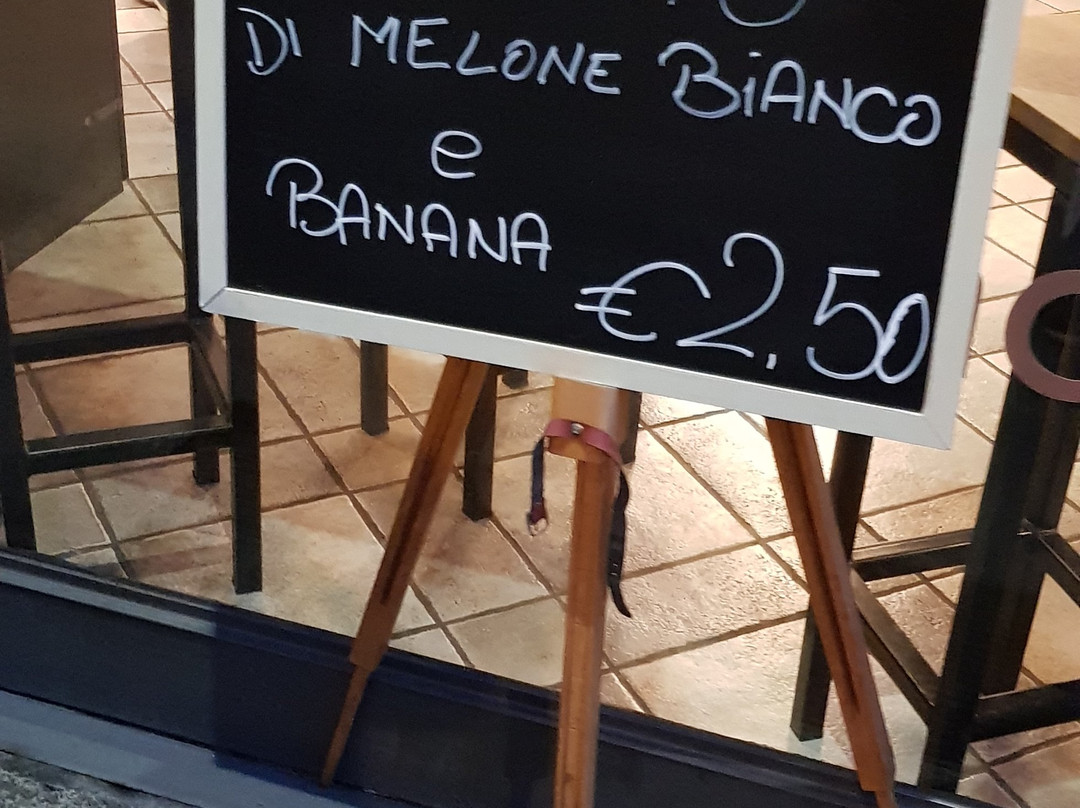 DI MELONE BiANCO
e
BANANA
€2,50